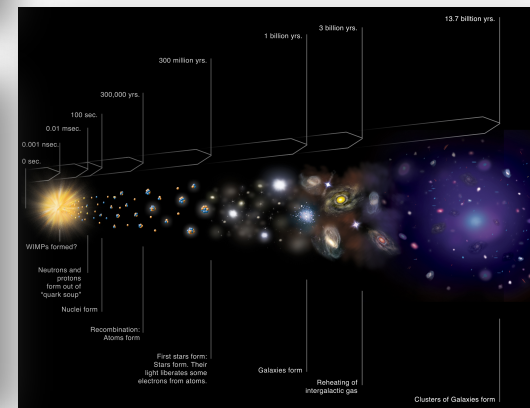 13.7 billtion yrs.
3 billion yrs.
1 billion yrs.
300 million yrs.
300,000 yrs.
100 sec.
0.01 msec.
0.001 nsec.
0 sec.
WIMPs formed?
Neutrons and
protons
form out of
"quark soup"
Nuclei form
Recombination:
Atoms form
First stars form:
Stars form. Their
light liberates some
electrons from atoms.
Galaxies form
Reheating of
intergalactic gas
Clusters of Galaxies form